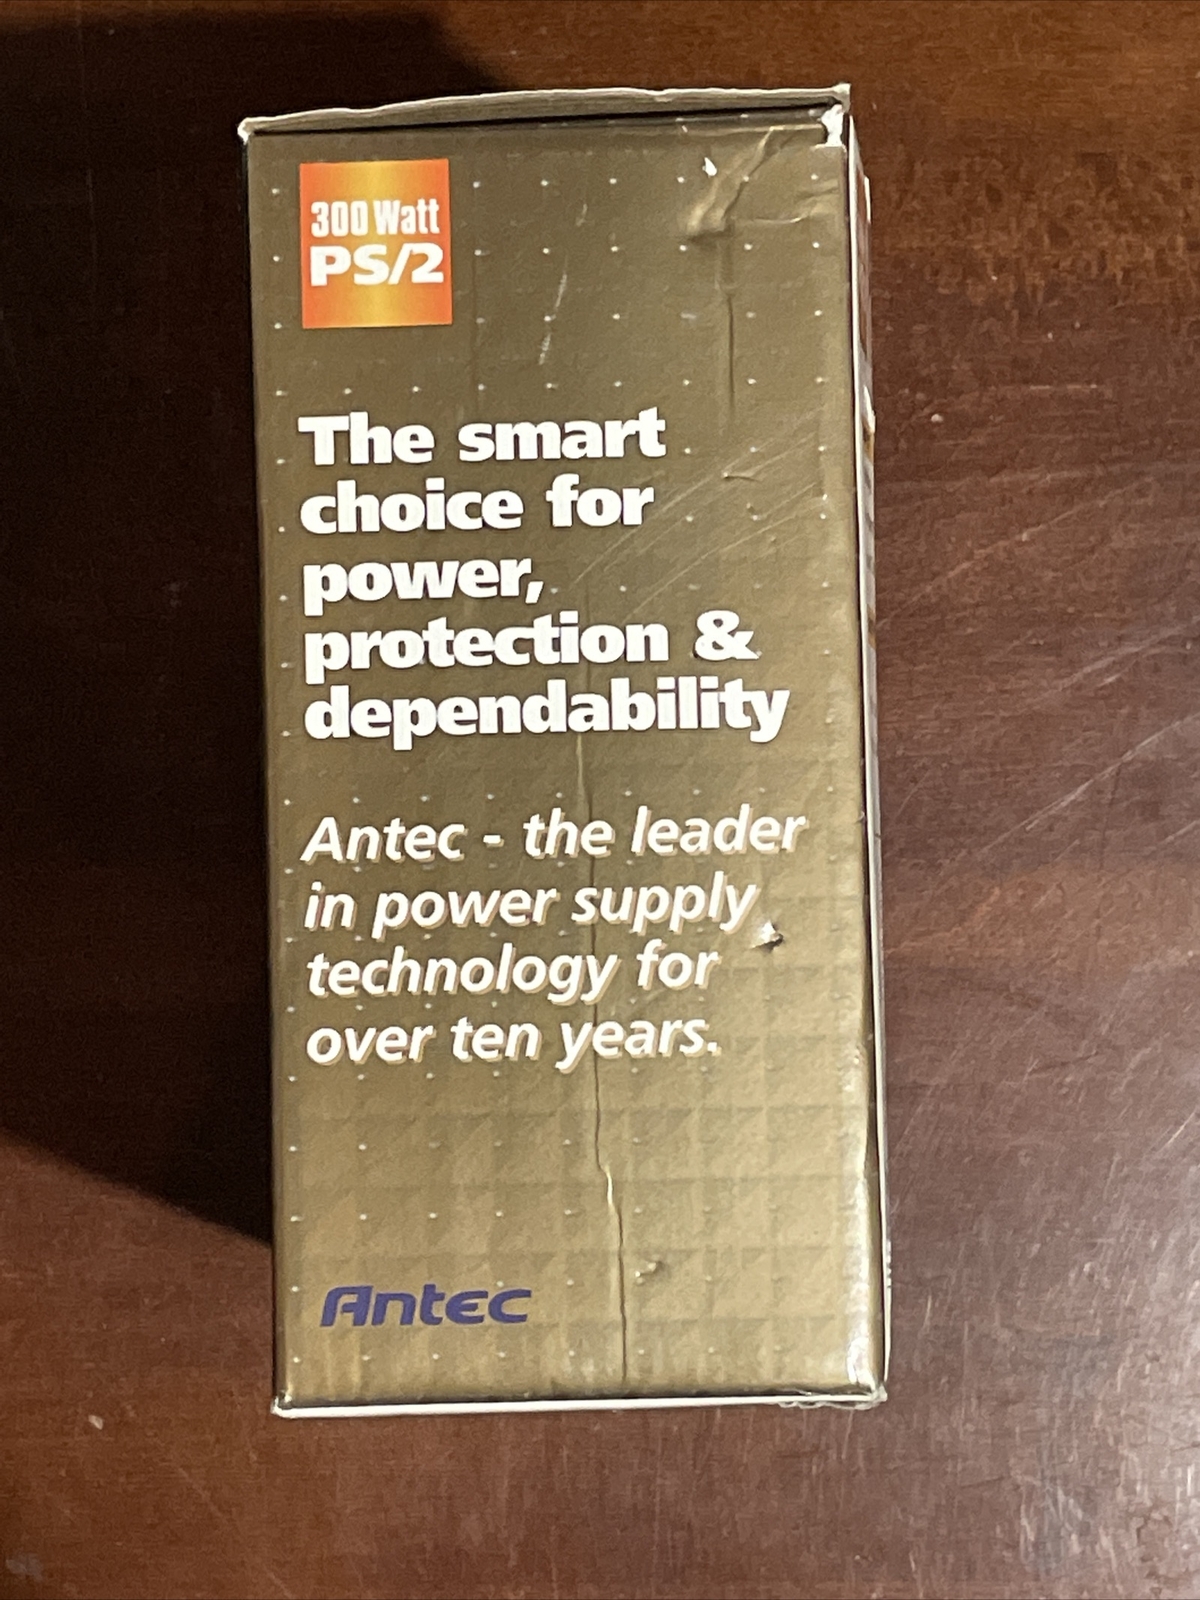 300 Watt
PS/2
The smart
choice for
power,
protection &
dependability
Antec - the leader
in power supply
technology for
over ten years.
Antec